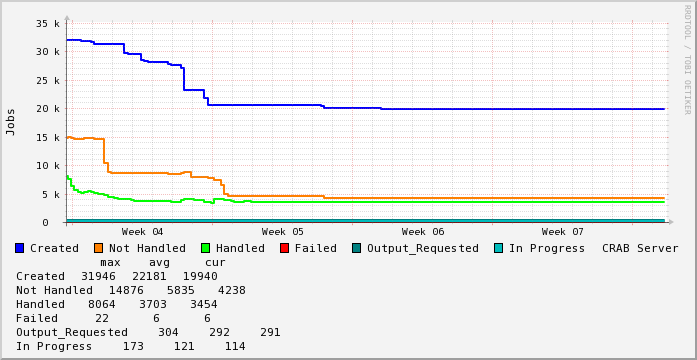 35 k
30 k
25 k
20 k
15 k
10 k
5 k
0
Jobs
Week 04 Week 05 Week 06 Week 07
RRDTOOL / TOBI OETIKER
Created Not Handled Handled Failed Output_Requested In Progress CRAB Server
max avg cur
Created 31946 22181 19940
Not Handled 14876 5835 4238
Handled 8064 3703 3454
Failed 22 6 6
Output_Requested 304 292 291
In Progress 173 121 114